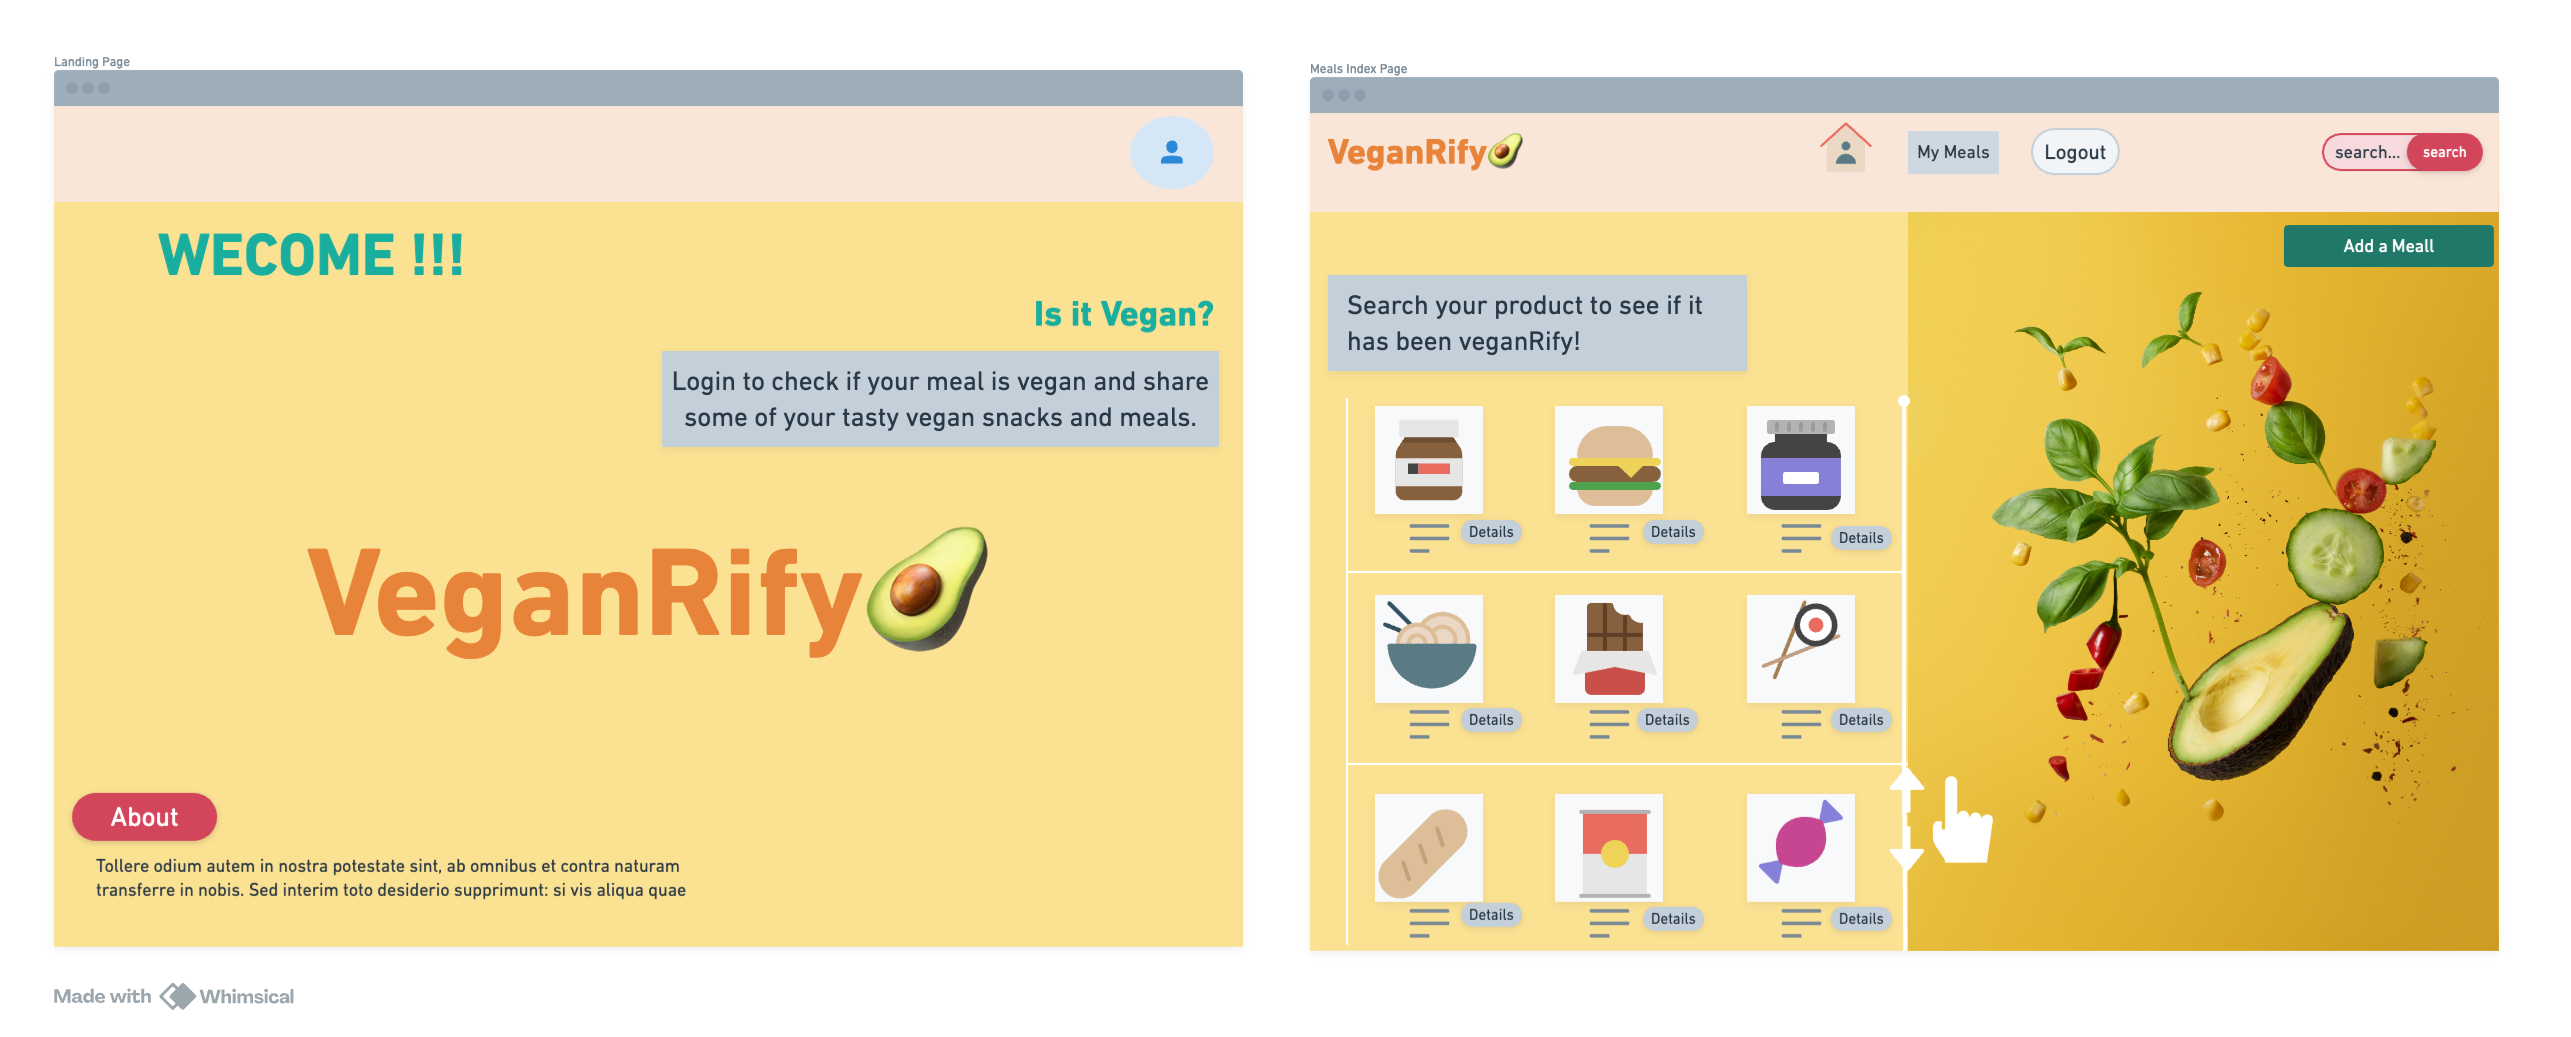 Landing Page
WECOME !!!
Is it Vegan?
Login to check if your meal is vegan and share
some of your tasty vegan snacks and meals.
VeganRify
About
Tollere odium autem in nostra potestate sint, ab omnibus et contra naturam
transferre in nobis. Sed interim toto desiderio supprimunt: si vis aliqua quae
Made with Whimsical
Meals Index Page
VeganRify
My Meals
Logout
search...
search
Add a Meall
Search your product to see if it
has been veganRify!
Details
Details
Details
Details
Details
Details
Details
Details
Details